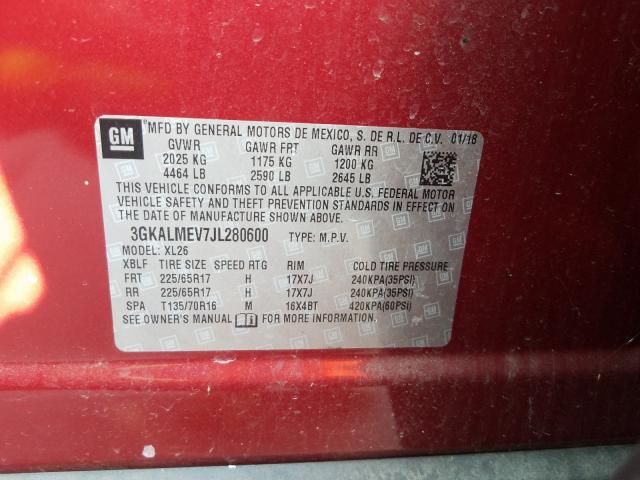 GM
MFD BY GENERAL MOTORS DE MEXICO, S. DE R.L. DE C.V. 01/18
GVWR GAWR FRT GAWR RR
2025 KG 1175 KG 1200 KG
4464 LB 2590 LB 2645 LB
THIS VEHICLE CONFORMS TO ALL APPLICABLE U.S. FEDERAL MOTOR
VEHICLE SAFETY AND THEFT PREVENTION STANDARDS IN EFFECT ON
THE DATE OF MANUFACTURE SHOWN ABOVE.
3GKALMEV7JL280600 TYPE: M.P.V.
MODEL: XL26
XBLF TIRE SIZE SPEED RTG RIM COLD TIRE PRESSURE
FRT 225/65R17 H 17X7J 240KPA(35PSI)
RR 225/65R17 H 17X7J 240KPA(35PSI)
SPA T135/70R16 M 16X4BT 420KPA(60PSI)
SEE OWNER'S MANUAL FOR MORE INFORMATION.